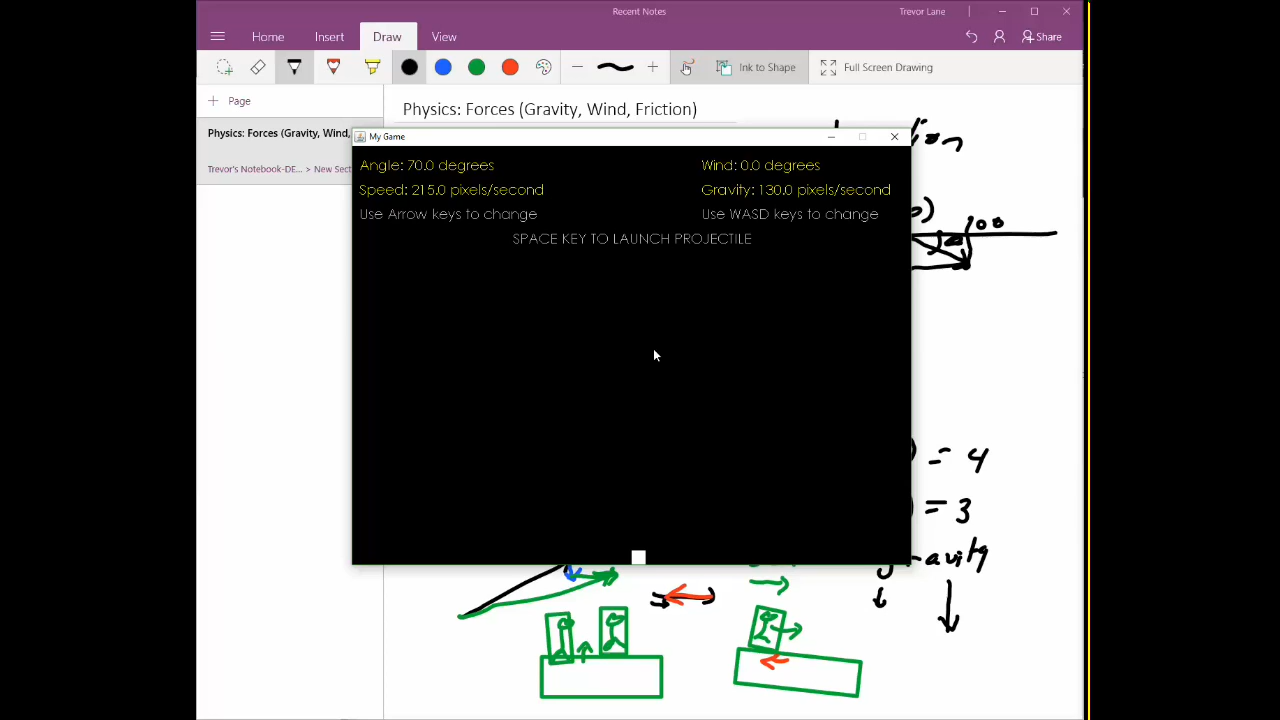 Recent Notes
Trevor Lane
Home
Insert
Draw
View
Share
Ink to Shape
Full Screen Drawing
Page
Physics: Forces (Gravity, Wind, Friction)
Physics: Forces (Gravity, Wind,
Trevor's Notebook-DE... > New Sect
My Game
Angle: 70.0 degrees
Wind: 0.0 degrees
Speed: 215.0 pixels/second
Gravity: 130.0 pixels/second
Use Arrow keys to change
Use WASD keys to change
SPACE KEY TO LAUNCH PROJECTILE
) = 4
) = 3